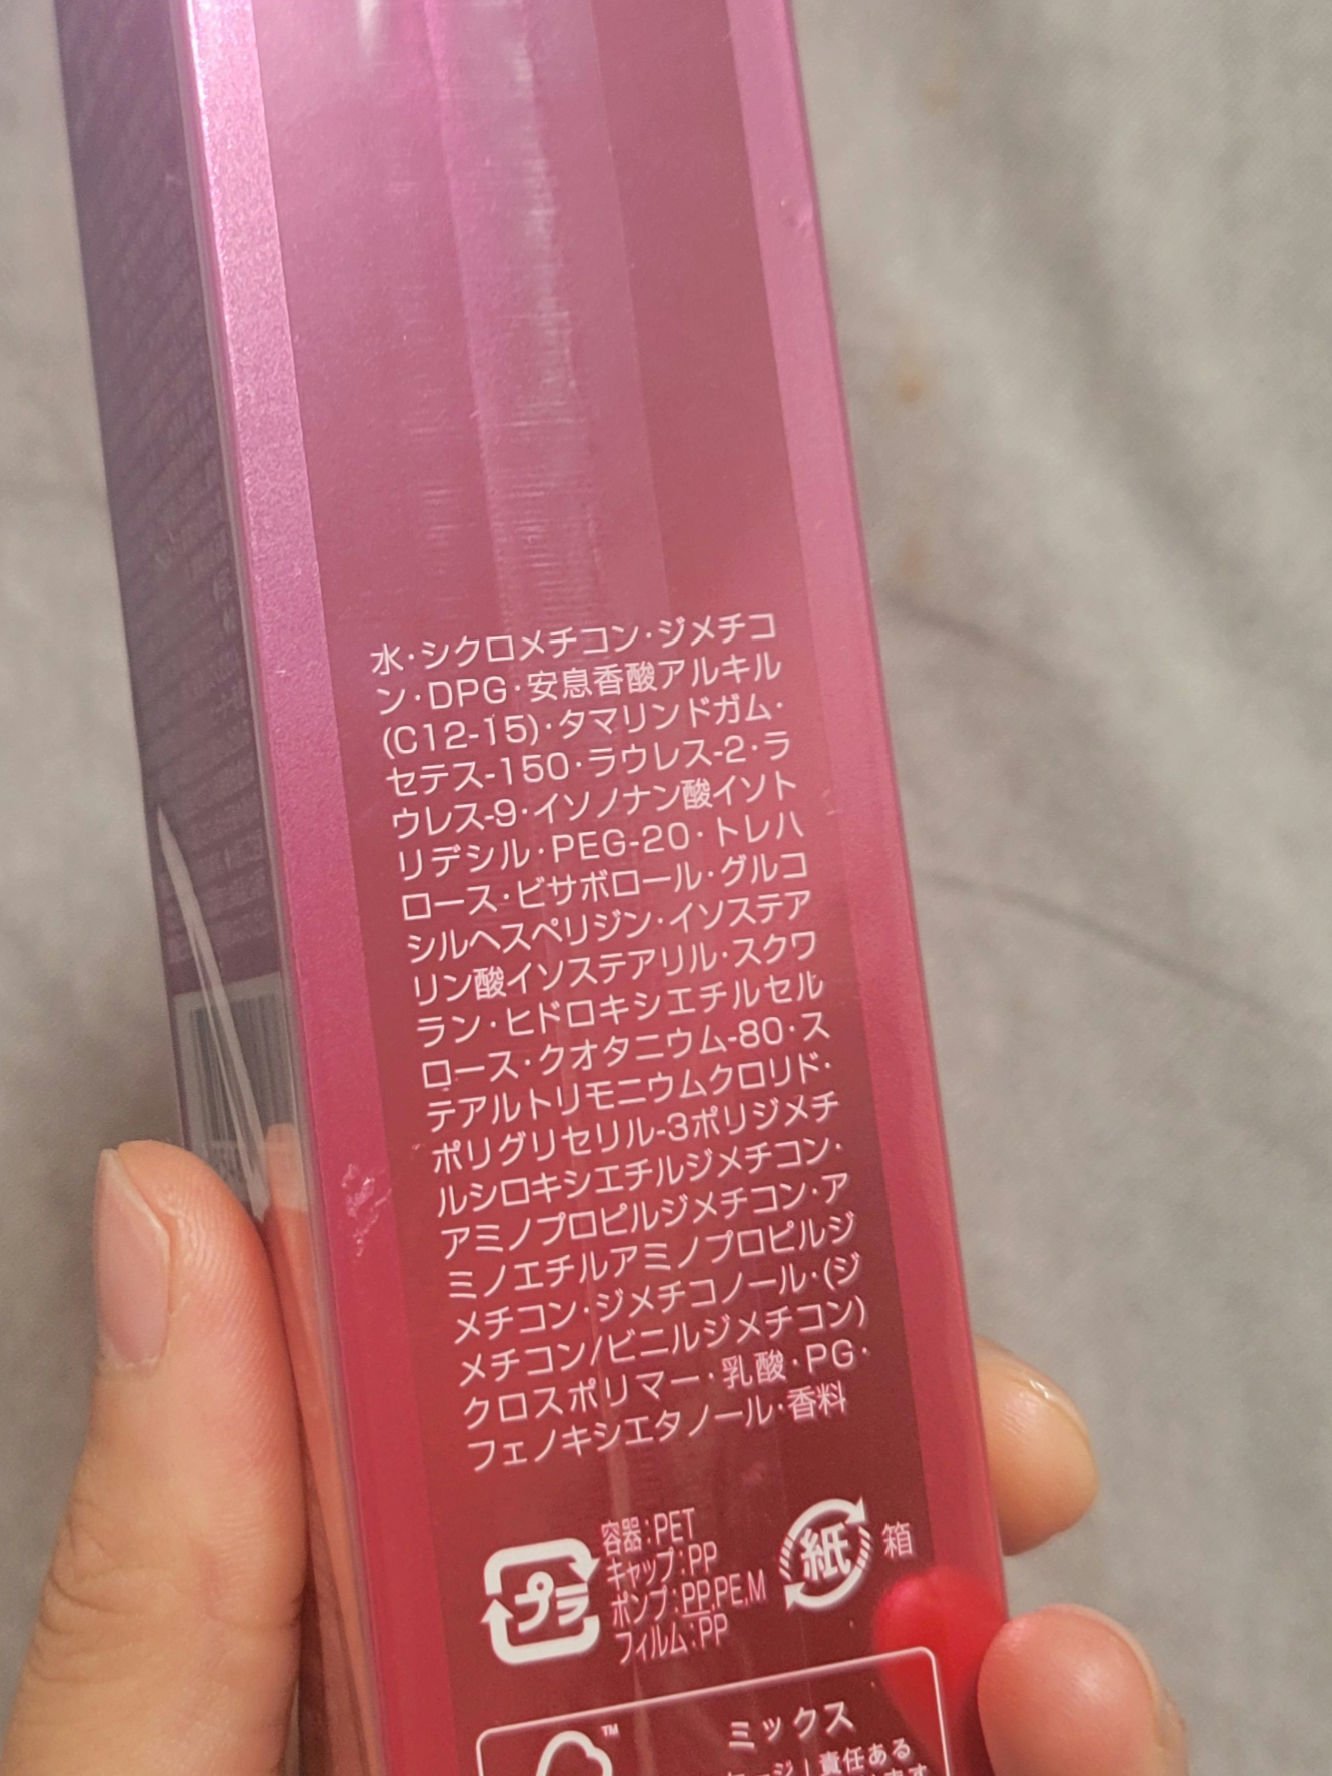 水・シクロメチコン・ジメチコ
ン・DPG・安息香酸アルキル
(C12-15)・タマリンドガム・
セテス-150・ラウレス-2・ラ
ウレス-9・イソノナン酸イソト
リデシル・PEG-20・トレハ
ロース・ビサボロール・グルコ
シルヘスペリジン・イソステア
リン酸イソステアリル・スクワ
ラン・ヒドロキシエチルセル
ロース・クオタニウム-80・ス
テアルトリモニウムクロリド・
ポリグリセリル-3ポリジメチ
ルシロキシエチルジメチコン・
アミノプロピルジメチコン・ア
ミノエチルアミノプロピルジ
メチコン・ジメチコノール・(ジ
メチコン/ビニルジメチコン)
クロスポリマー・乳酸・PG・
フェノキシエタノール・香料
プラ
容器:PET
キャップ:PP
ポンプ:PP,PE,M
フィルム:PP
紙
箱
TM
ミックス
責任ある